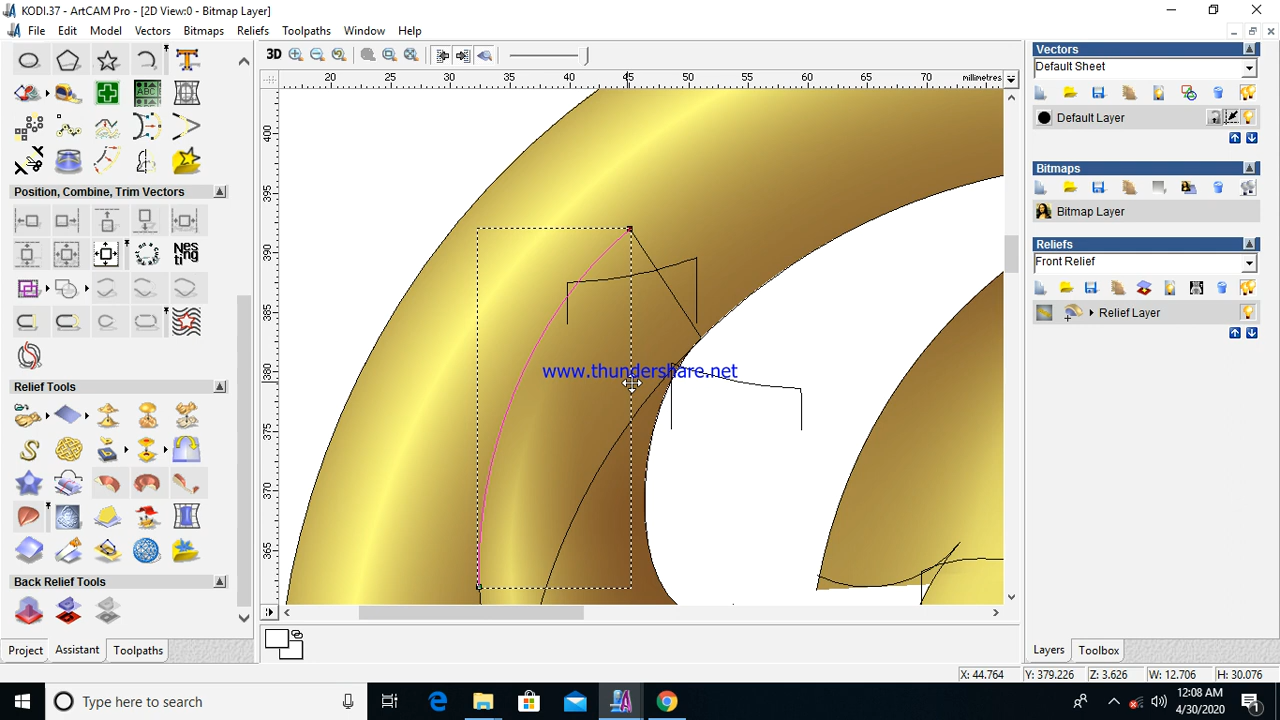 KODI.37 - ArtCAM Pro - [2D View:0 - Bitmap Layer]
File Edit Model Vectors Bitmaps Reliefs Toolpaths Window Help
3D
20 25 30 35 40 45 50 55 60 65 70 millimetres
ABC
Position, Combine, Trim Vectors
Nes
ting
Relief Tools
Back Relief Tools
Project Assistant Toolpaths
400
395
390
385
380
375
370
365
www.thundershare.net
Vectors
Default Sheet
Default Layer
Bitmaps
Bitmap Layer
Reliefs
Front Relief
Relief Layer
Layers Toolbox
X: 44.764 Y: 379.226 Z: 3.626 W: 12.706 H: 30.076
Type here to search
12:08 AM
4/30/2020
1